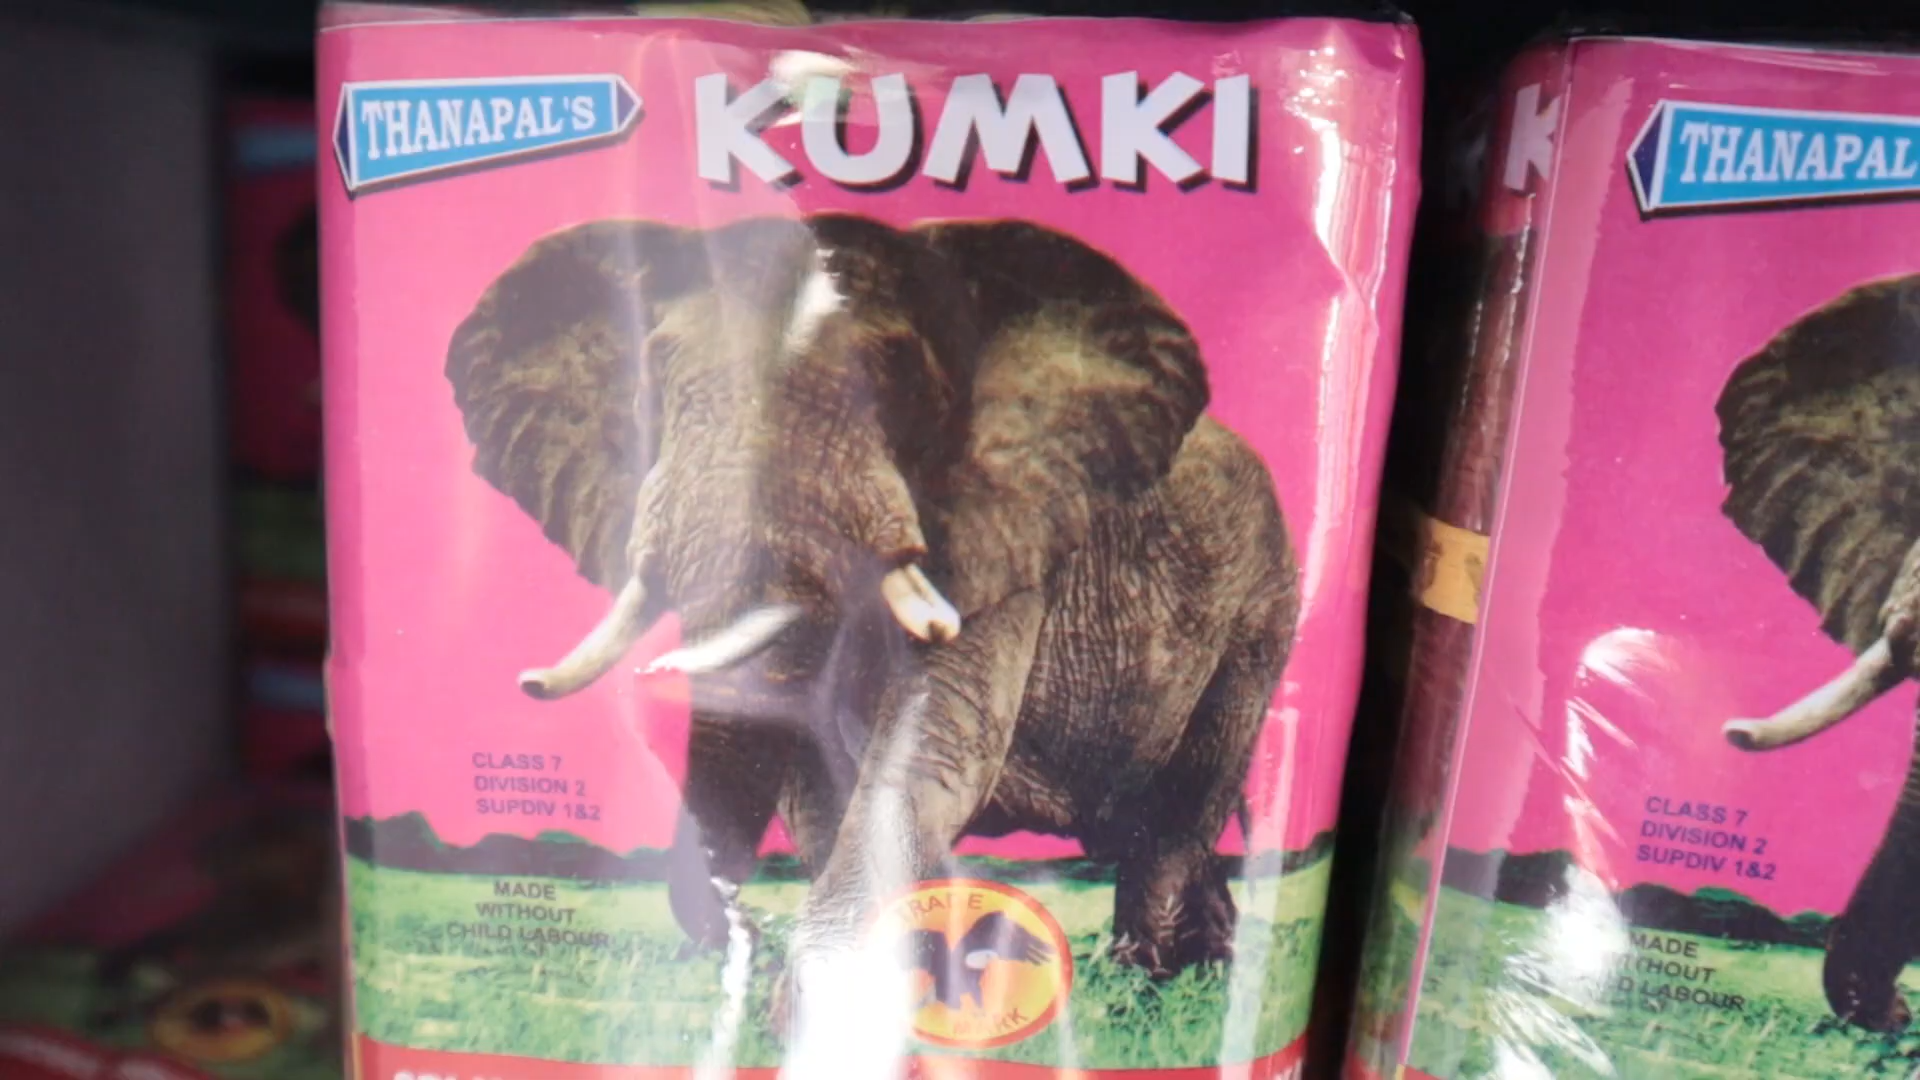 THANAPAL'S
KUMKI
CLASS 7
DIVISION 2
SUPDIV 1&2
MADE
WITHOUT
CHILD LABOUR
TRADE
MARK
THANAPAL
CLASS 7
DIVISION 2
SUPDIV 1&2
MADE
LABOUR